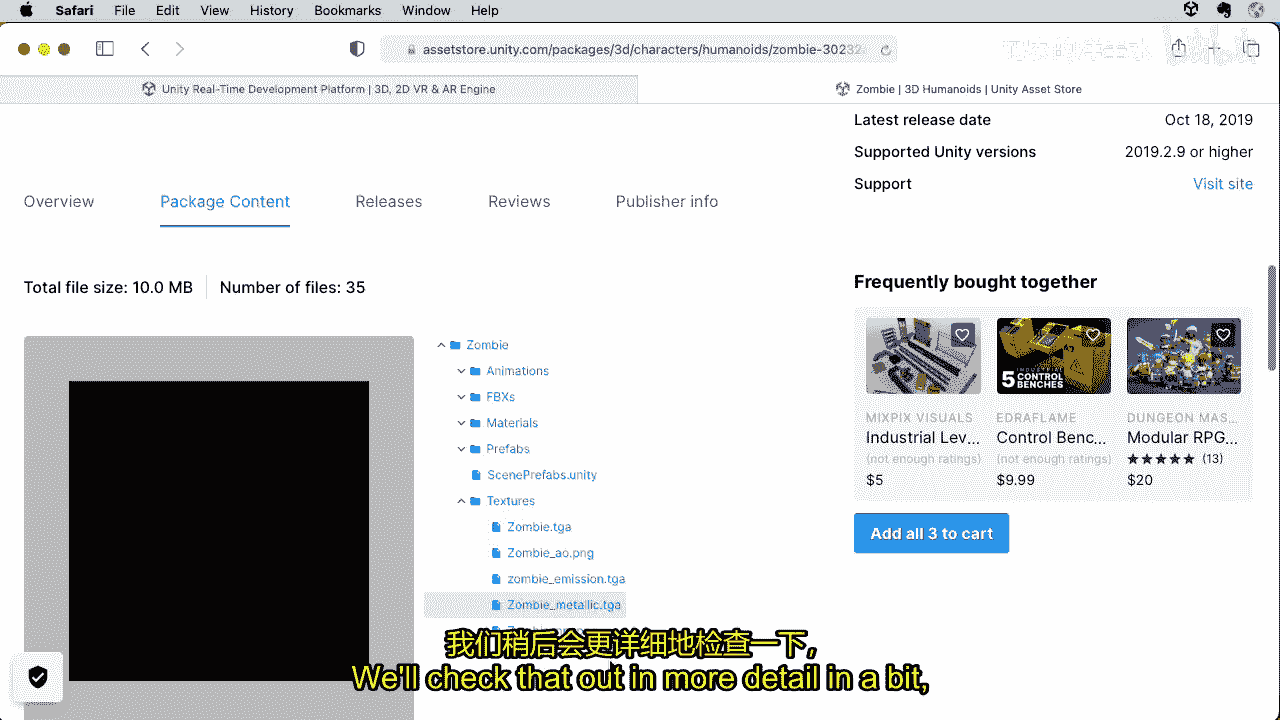 Safari File Edit View History Bookmarks Window Help
assetstore.unity.com/packages/3d/characters/humanoids/zombie-30232
Unity Real-Time Development Platform | 3D, 2D VR & AR Engine
Zombie | 3D Humanoids | Unity Asset Store
Latest release date Oct 18, 2019
Supported Unity versions 2019.2.9 or higher
Support Visit site
Overview Package Content Releases Reviews Publisher info
Total file size: 10.0 MB Number of files: 35
Zombie
Animations
FBXs
Materials
Prefabs
ScenePrefabs.unity
Textures
Zombie.tga
Zombie_ao.png
zombie_emission.tga
Zombie_metallic.tga
Frequently bought together
5 INDUSTRIAL
CONTROL
BENCHES
MIXPIX VISUALS EDRAFLAME DUNGEON MAS...
Industrial Lev... Control Benc... Modular RPG...
(not enough ratings) (not enough ratings) (13)
$5 $9.99 $20
Add all 3 to cart
我们稍后会更详细地检查一下，
We'll check that out in more detail in a bit,